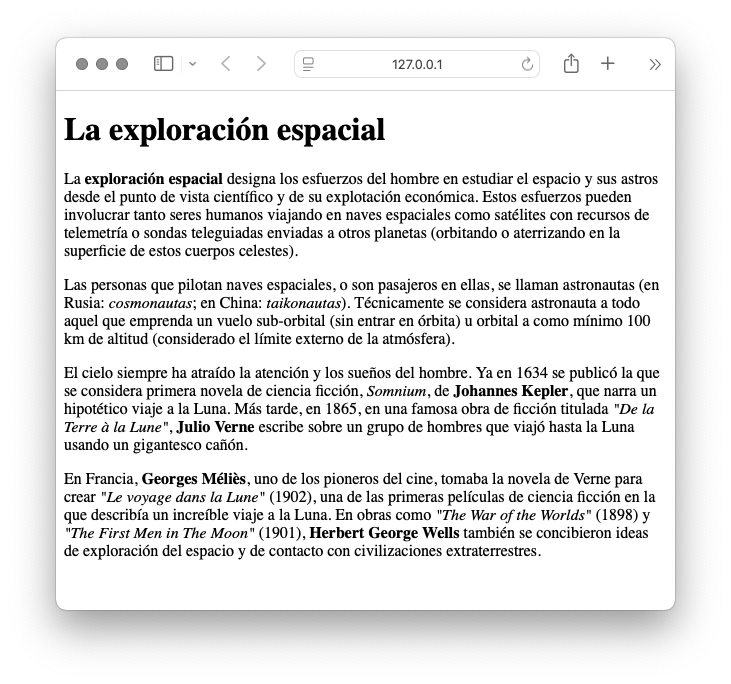 127.0.0.1
La exploración espacial
La exploración espacial designa los esfuerzos del hombre en estudiar el espacio y sus astros
desde el punto de vista científico y de su explotación económica. Estos esfuerzos pueden
involucrar tanto seres humanos viajando en naves espaciales como satélites con recursos de
telemetría o sondas teleguiadas enviadas a otros planetas (orbitando o aterrizando en la
superficie de estos cuerpos celestes).
Las personas que pilotan naves espaciales, o son pasajeros en ellas, se llaman astronautas (en
Rusia: cosmonautas; en China: taikonautas). Técnicamente se considera astronauta a todo
aquel que emprenda un vuelo sub-orbital (sin entrar en órbita) u orbital a como mínimo 100
km de altitud (considerado el límite externo de la atmósfera).
El cielo siempre ha atraído la atención y los sueños del hombre. Ya en 1634 se publicó la que
se considera primera novela de ciencia ficción, Somnium, de Johannes Kepler, que narra un
hipotético viaje a la Luna. Más tarde, en 1865, en una famosa obra de ficción titulada "De la
Terre à la Lune", Julio Verne escribe sobre un grupo de hombres que viajó hasta la Luna
usando un gigantesco cañón.
En Francia, Georges Méliès, uno de los pioneros del cine, tomaba la novela de Verne para
crear "Le voyage dans la Lune" (1902), una de las primeras películas de ciencia ficción en la
que describía un increíble viaje a la Luna. En obras como "The War of the Worlds" (1898) y
"The First Men in The Moon" (1901), Herbert George Wells también se concibieron ideas
de exploración del espacio y de contacto con civilizaciones extraterrestres.